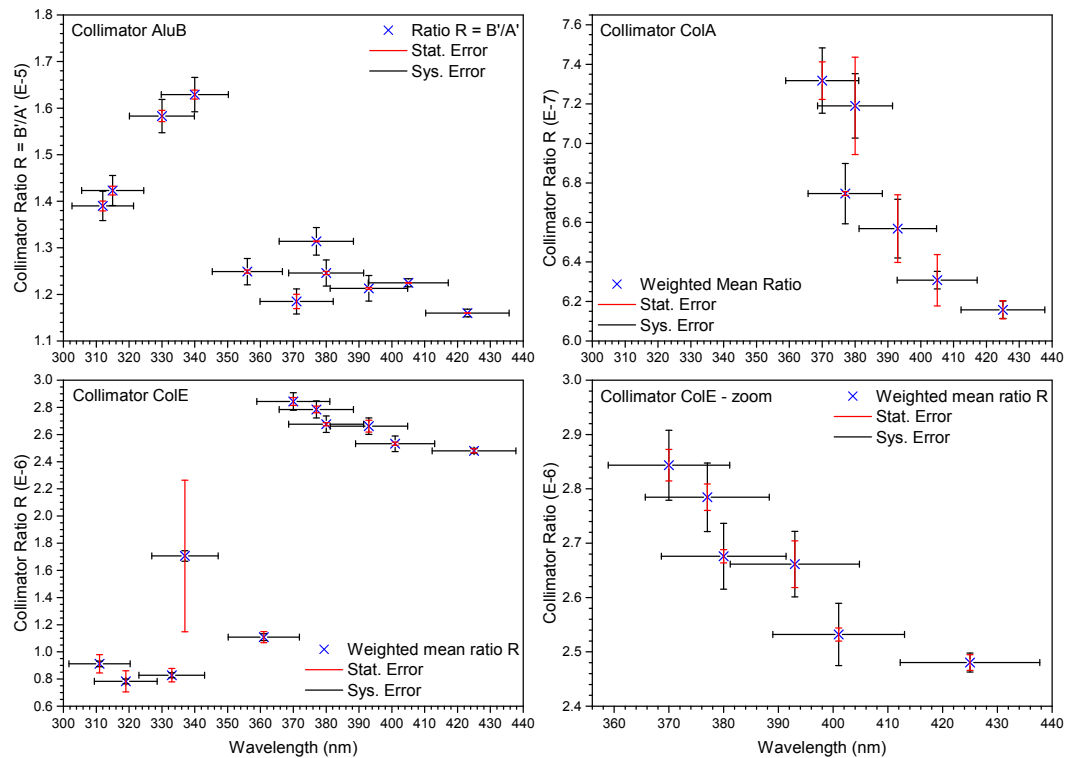 Collimator AluB
Ratio R = B'/A'
Stat. Error
Sys. Error
Collimator Ratio R = B'/A' (E-5)
1.8
1.7
1.6
1.5
1.4
1.3
1.2
1.1
300 310 320 330 340 350 360 370 380 390 400 410 420 430 440
Collimator ColA
Weighted Mean Ratio
Stat. Error
Sys. Error
Collimator Ratio R (E-7)
7.6
7.2
6.8
6.4
6.0
300 310 320 330 340 350 360 370 380 390 400 410 420 430 440
Collimator ColE
Weighted mean ratio R
Stat. Error
Sys. Error
Collimator Ratio R (E-6)
3.0
2.8
2.6
2.4
2.2
2.0
1.8
1.6
1.4
1.2
1.0
0.8
0.6
300 310 320 330 340 350 360 370 380 390 400 410 420 430 440
Wavelength (nm)
Collimator ColE - zoom
Weighted mean ratio R
Stat. Error
Sys. Error
Collimator Ratio (E-6)
3.0
2.9
2.8
2.7
2.6
2.5
2.4
360 370 380 390 400 410 420 430 440
Wavelength (nm)